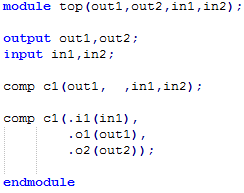 module top(out1,out2,in1,in2);
output out1,out2;
input in1,in2;
comp c1(out1,  ,in1,in2);
comp c1(.i1(in1),
.o1(out1),
.o2(out2));
endmodule